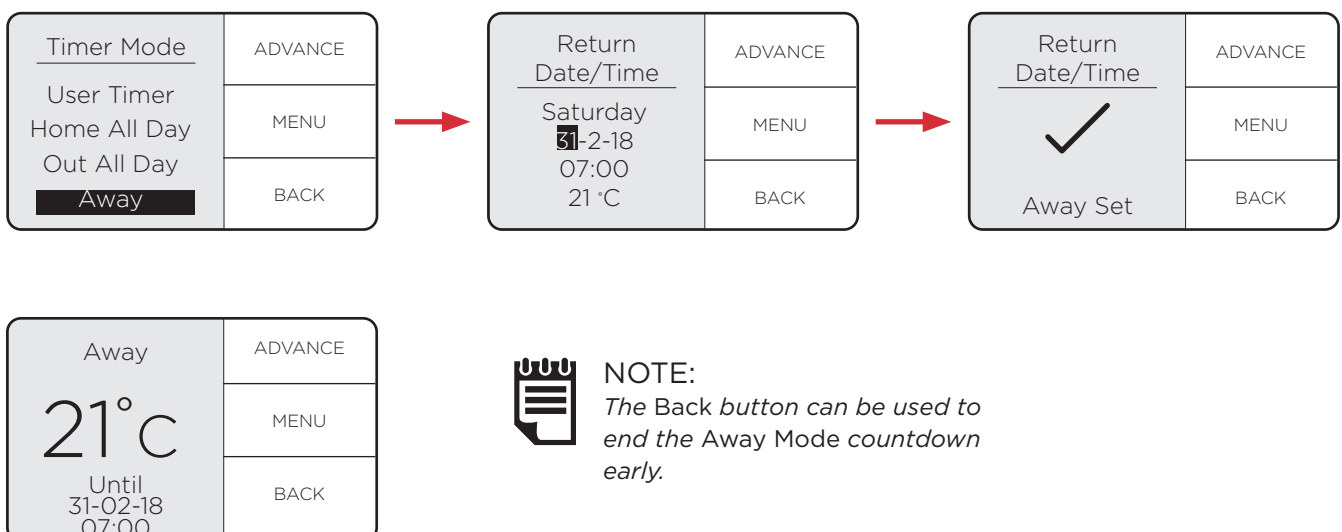 Timer Mode
User Timer
Home All Day
Out All Day
Away
ADVANCE
MENU
BACK
Return
Date/Time
Saturday
31-2-18
07:00
21 °C
ADVANCE
MENU
BACK
Return
Date/Time
Away Set
ADVANCE
MENU
BACK
Away
21°C
Until
31-02-18
07:00
ADVANCE
MENU
BACK
NOTE:
The Back button can be used to
end the Away Mode countdown
early.